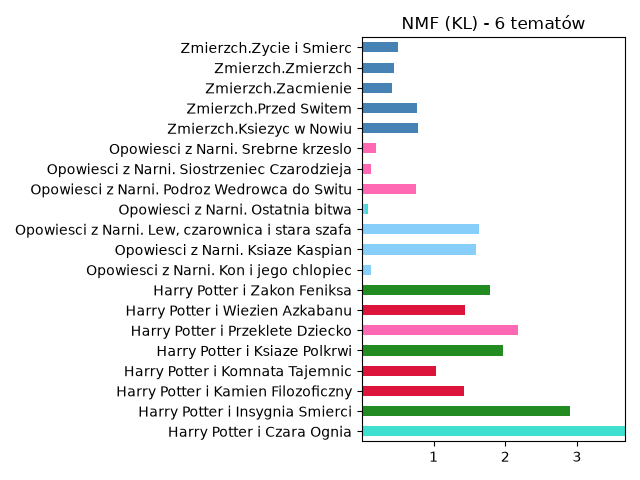 NMF (KL) - 6 tematów
Zmierzch.Zycie i Smierc
Zmierzch.Zmierzch
Zmierzch.Zacmienie
Zmierzch.Przed Switem
Zmierzch.Ksiezyc w Nowiu
Opowiesci z Narni. Srebrne krzeslo
Opowiesci z Narni. Siostrzeniec Czarodzieja
Opowiesci z Narni. Podroz Wedrowca do Switu
Opowiesci z Narni. Ostatnia bitwa
Opowiesci z Narni. Lew, czarownica i stara szafa
Opowiesci z Narni. Ksiaze Kaspian
Opowiesci z Narni. Kon i jego chlopiec
Harry Potter i Zakon Feniksa
Harry Potter i Wiezien Azkabanu
Harry Potter i Przeklete Dziecko
Harry Potter i Ksiaze Polkrwi
Harry Potter i Komnata Tajemnic
Harry Potter i Kamien Filozoficzny
Harry Potter i Insygnia Smierci
Harry Potter i Czara Ognia
1 2 3